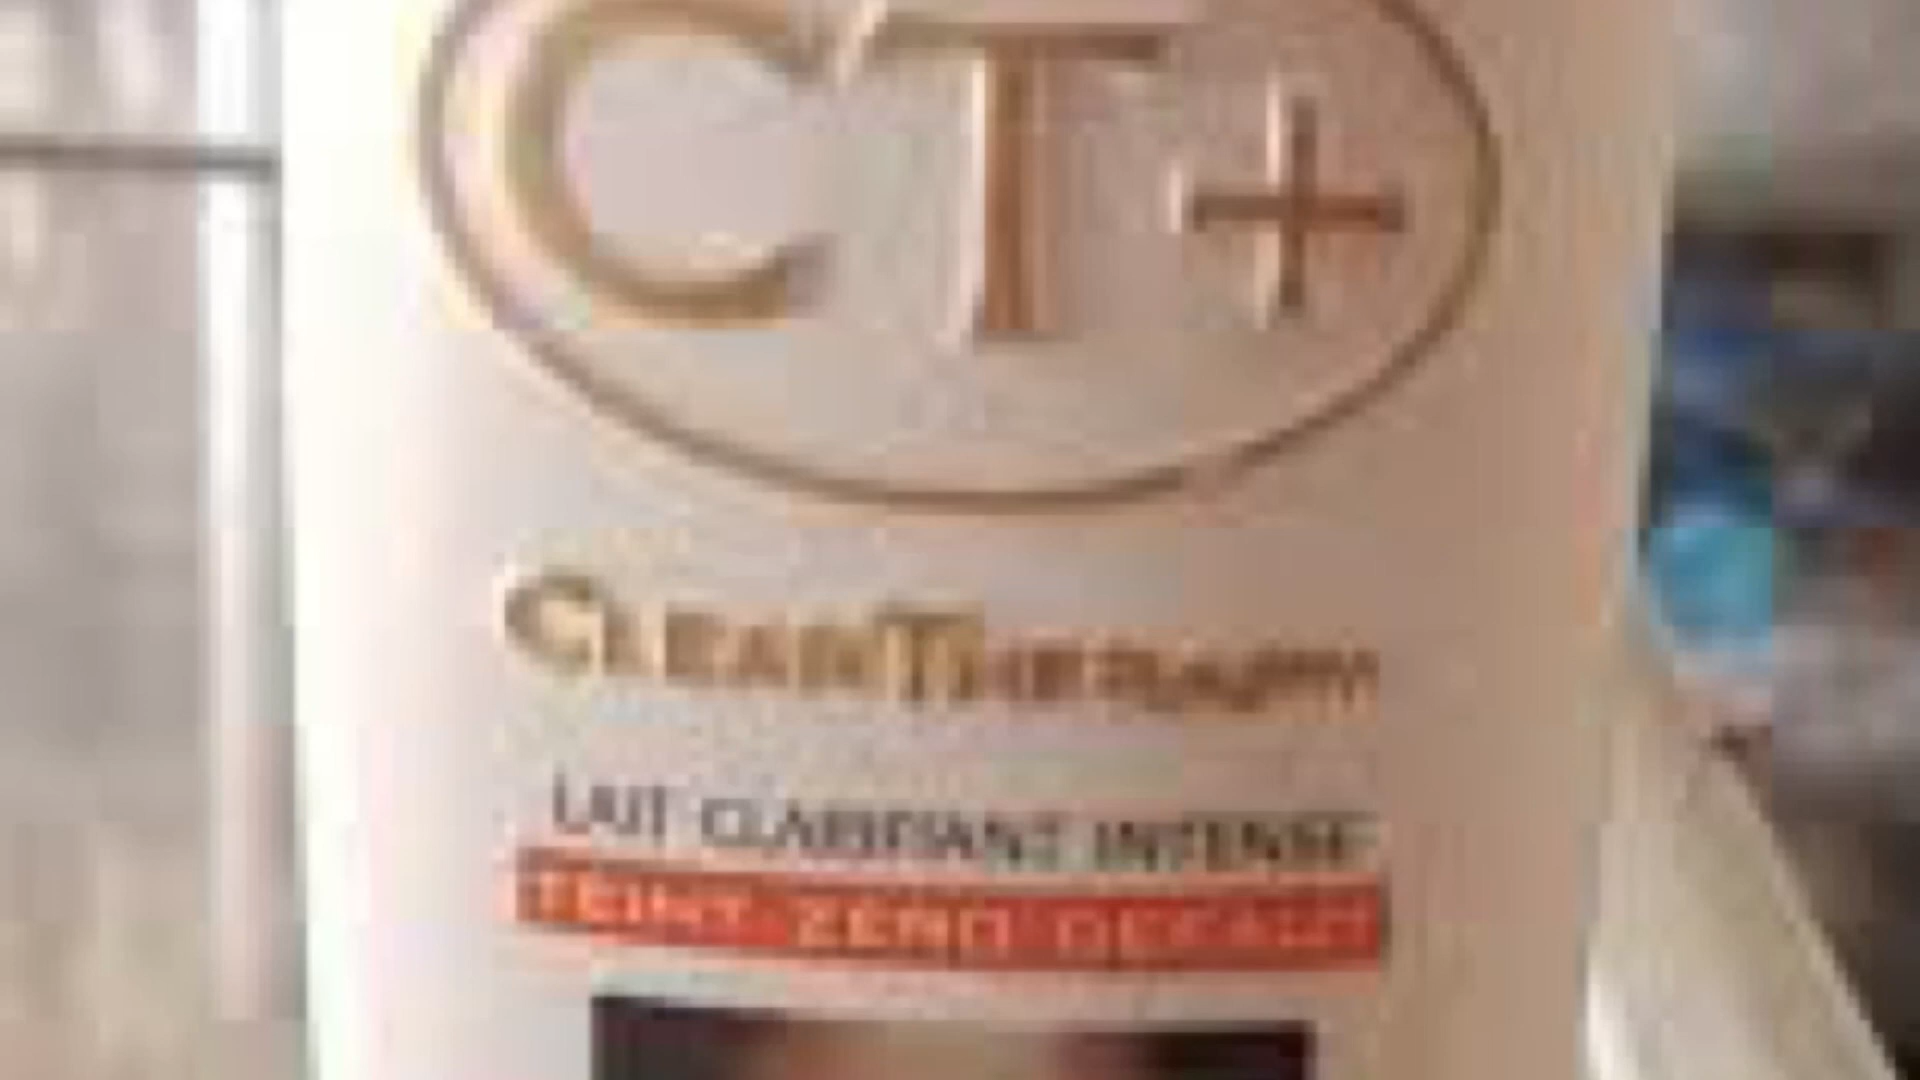 CT+
CLEAR THERAPY
LAIT CLARIFIANT INTENSE
TEINT ZERO DEFAUT